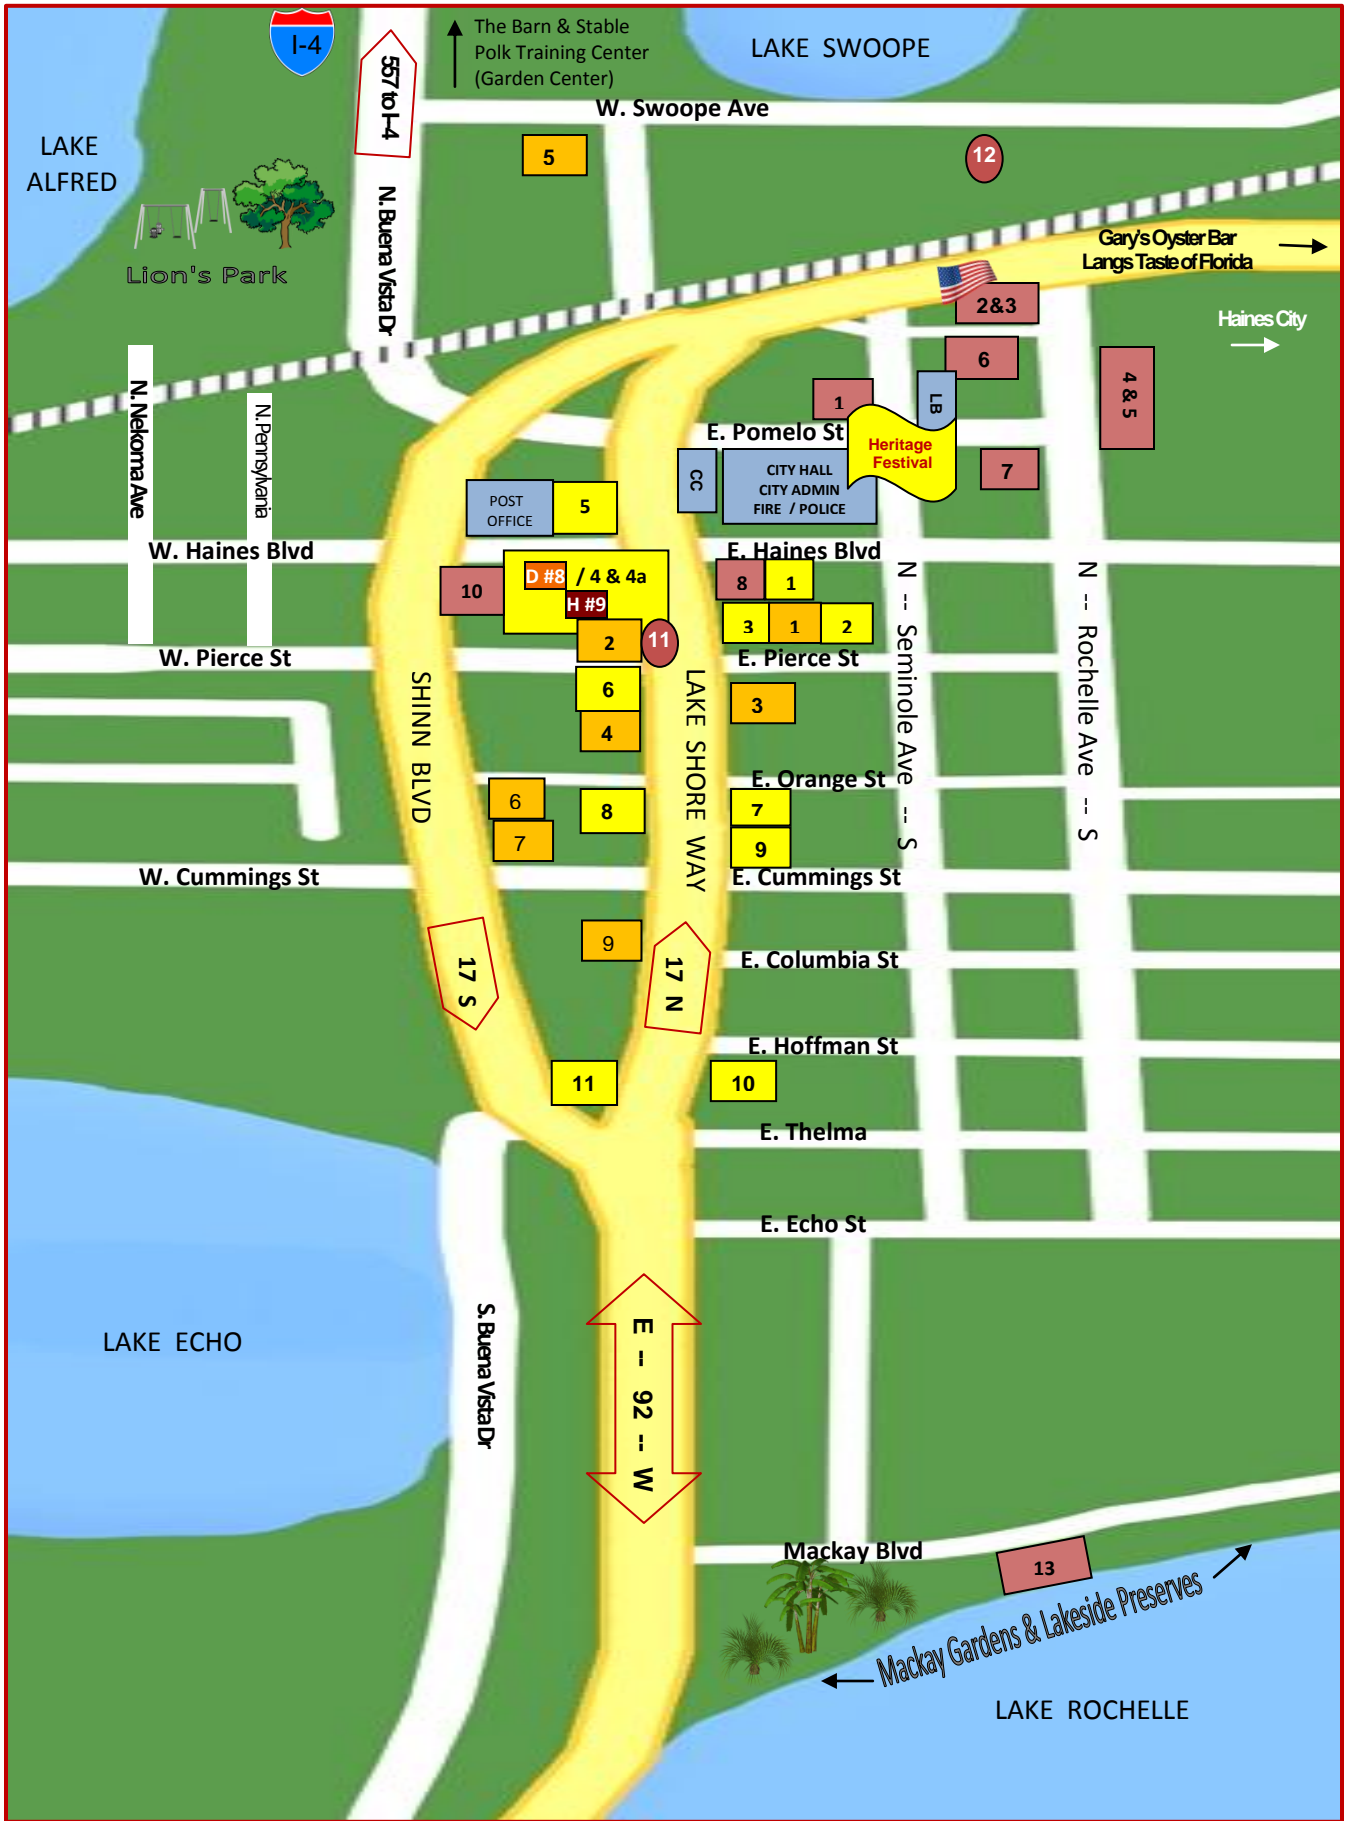 I-4
557 to I-4
The Barn & Stable
Polk Training Center
(Garden Center)
LAKE SWOOPE
W. Swoope Ave
LAKE
ALFRED
5
12
N. Buena Vista Dr
Lion's Park
Gary's Oyster Bar
Langs Taste of Florida
2&3
Haines City
6
4 & 5
1
LB
N. Nekoma Ave
N. Pennsylvania
E. Pomelo St
Heritage
Festival
7
CC
CITY HALL
CITY ADMIN
FIRE / POLICE
POST
OFFICE
5
W. Haines Blvd
E. Haines Blvd
10
D #8
/ 4 & 4a
H #9
8
1
3
1
2
2
11
W. Pierce St
E. Pierce St
N -- Seminole Ave -- S
N -- Rochelle Ave -- S
6
4
3
SHINN BLVD
LAKE SHORE WAY
E. Orange St
6
7
8
7
9
W. Cummings St
E. Cummings St
9
17 S
17 N
E. Columbia St
E. Hoffman St
11
10
E. Thelma
E. Echo St
LAKE ECHO
S. Buena Vista Dr
E -- 92 -- W
Mackay Blvd
13
Mackay Gardens & Lakeside Preserves
LAKE ROCHELLE